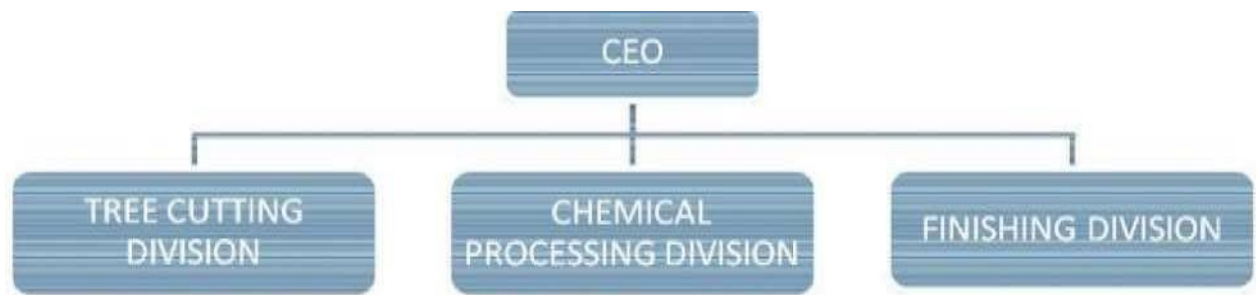 CEO
TREE CUTTING
DIVISION
CHEMICAL
PROCESSING DIVISION
FINISHING DIVISION